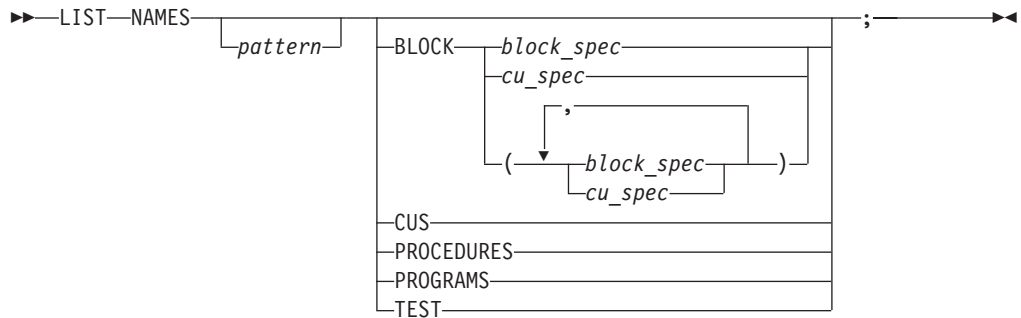 LIST NAMES ;
pattern
BLOCK block_spec
cu_spec
,
( block_spec )
cu_spec
CUS
PROCEDURES
PROGRAMS
TEST